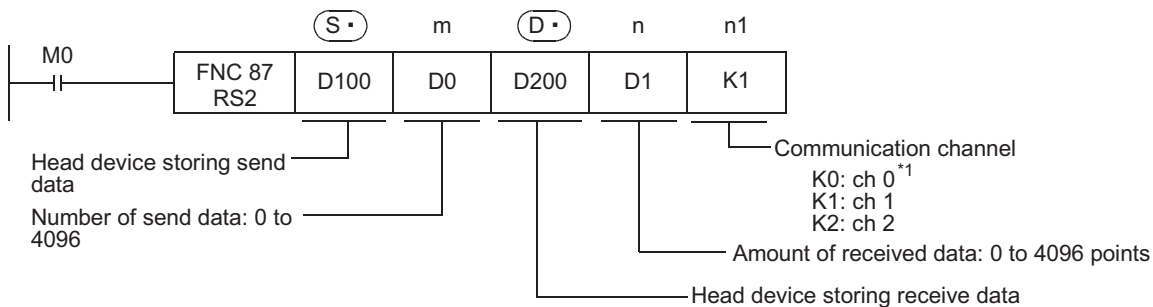 S· m D· n n1
M0
FNC 87
RS2
D100 D0 D200 D1 K1
Head device storing send
data
Communication channel
K0: ch 0*1
K1: ch 1
K2: ch 2
Number of send data: 0 to
4096
Amount of received data: 0 to 4096 points
Head device storing receive data